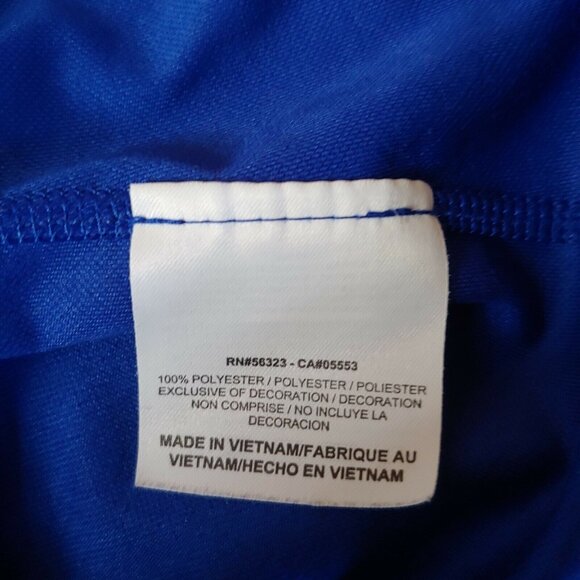 RN#56323 - CA#05553
100% POLYESTER / POLYESTER / POLIESTER
EXCLUSIVE OF DECORATION / DECORATION
NON COMPRISE / NO INCLUYE LA
DECORACION
MADE IN VIETNAM/FABRIQUE AU
VIETNAM/HECHO EN VIETNAM